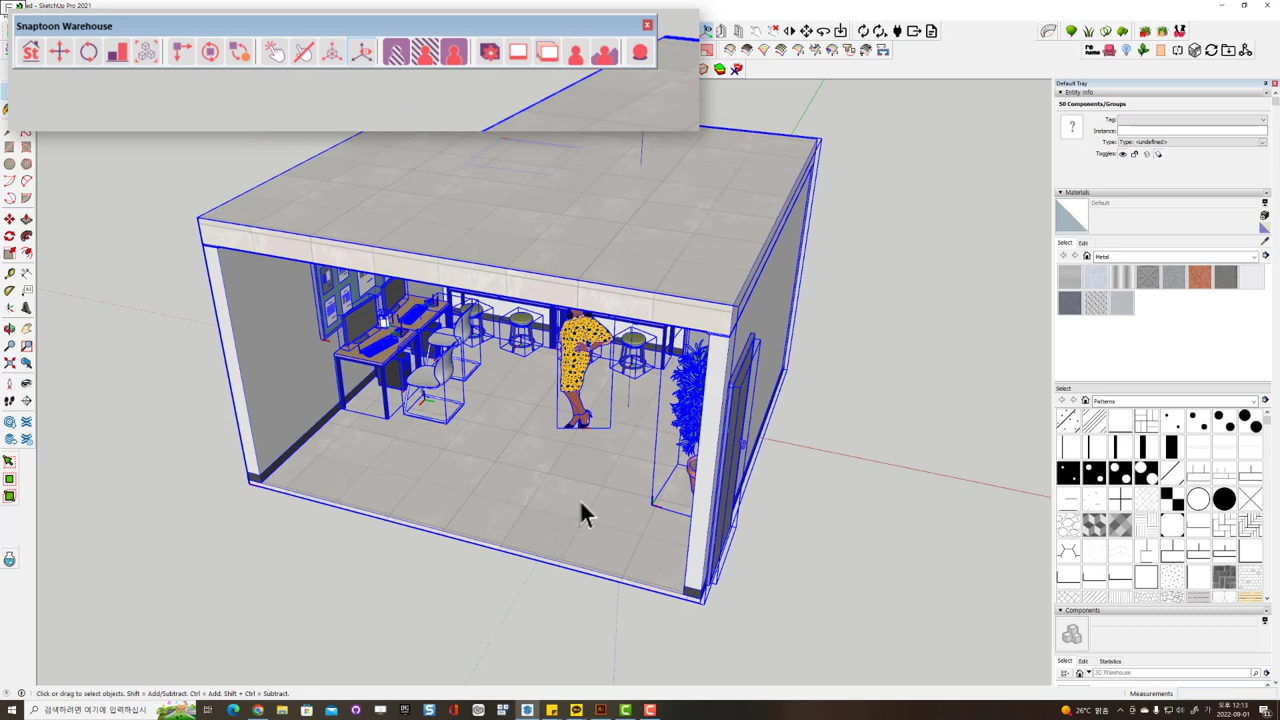 ed - SketchUp Pro 2021
Snaptoon Warehouse
Default Tray
Entity Info
50 Components/Groups
Tag:
Instance:
Type: Type: <undefined>
Toggles:
Materials
Default
Select Edit
Metal
Select
Patterns
Components
Select Edit Statistics
3D Warehouse
Click or drag to select objects. Shift = Add/Subtract. Ctrl = Add. Shift + Ctrl = Subtract.
Measurements
검색하려면 여기에 입력하십시
26°C 맑음
오후 12:13
2022-09-01